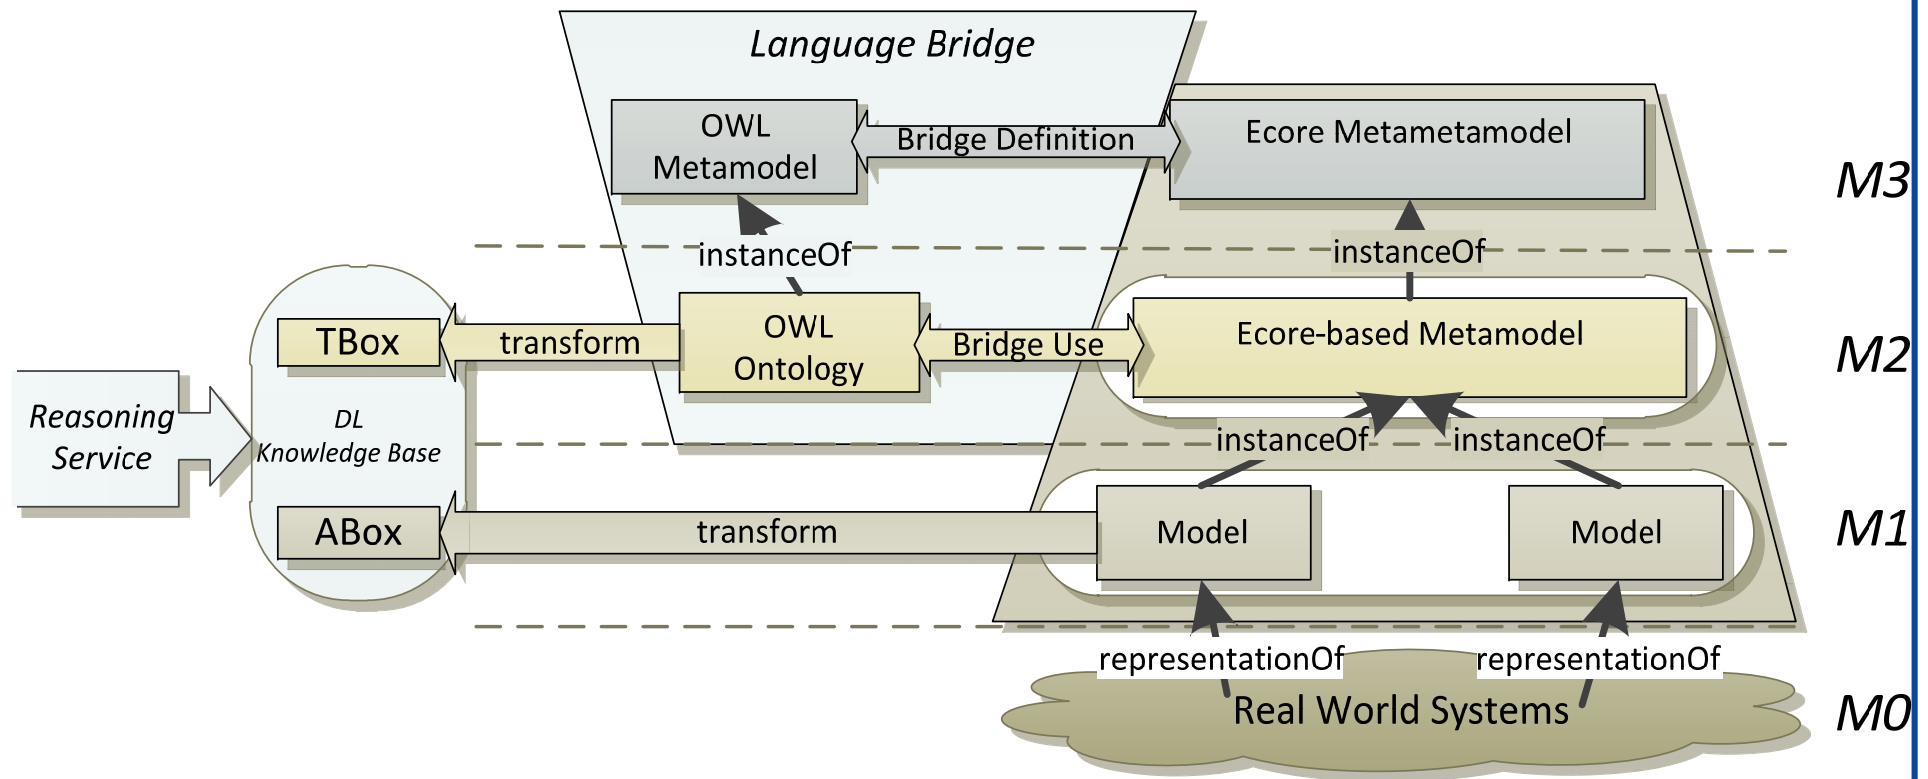 Language Bridge
OWL
Metamodel
Bridge Definition
Ecore Metametamodel
M3
instanceOf
instanceOf
TBox
transform
OWL
Ontology
Bridge Use
Ecore-based Metamodel
M2
Reasoning
Service
DL
Knowledge Base
instanceOf
instanceOf
ABox
transform
Model
Model
M1
representationOf
representationOf
Real World Systems
M0